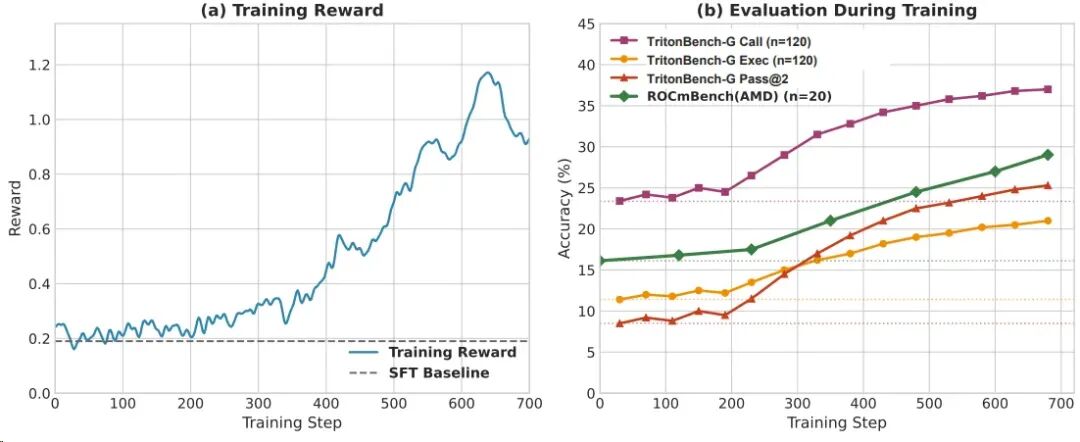 (a) Training Reward
1.2
1.0
0.8
0.6
0.4
0.2
0.0
Reward
Training Reward
SFT Baseline
0 100 200 300 400 500 600 700
Training Step
(b) Evaluation During Training
45
40
35
30
25
20
15
10
5
0
Accuracy (%)
TritonBench-G Call (n=120)
TritonBench-G Exec (n=120)
TritonBench-G Pass@2
ROCmBench(AMD) (n=20)
0 100 200 300 400 500 600 700
Training Step